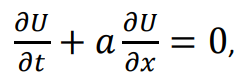 ∂U/∂t + a ∂U/∂x = 0,